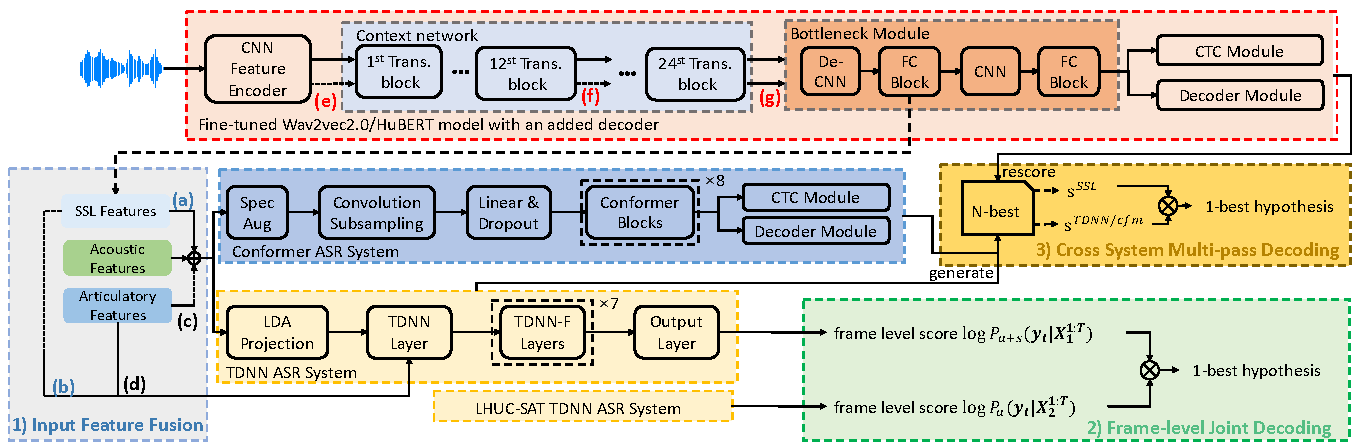 CNN
Feature
Encoder
(e)
Context network
1st Trans.
block
...
12st Trans.
block
(f)
...
24st Trans.
block
(g)
Bottleneck Module
De-
CNN
FC
Block
CNN
FC
Block
CTC Module
Decoder Module
Fine-tuned Wav2vec2.0/HuBERT model with an added decoder
SSL Features
(a)
Acoustic
Features
Articulatory
Features
(c)
(b)
(d)
1) Input Feature Fusion
Spec
Aug
Convolution
Subsampling
Linear &
Dropout
Conformer
Blocks
×8
CTC Module
Decoder Module
Conformer ASR System
LDA
Projection
TDNN
Layer
TDNN-F
Layers
×7
Output
Layer
TDNN ASR System
LHUC-SAT TDNN ASR System
rescore
N-best
generate
s^SSL
s^TDNN/cfm
1-best hypothesis
3) Cross System Multi-pass Decoding
frame level score log P_{a+s}(y_t|X_1^{1:T})
1-best hypothesis
frame level score log P_a(y_t|X_2^{1:T})
2) Frame-level Joint Decoding